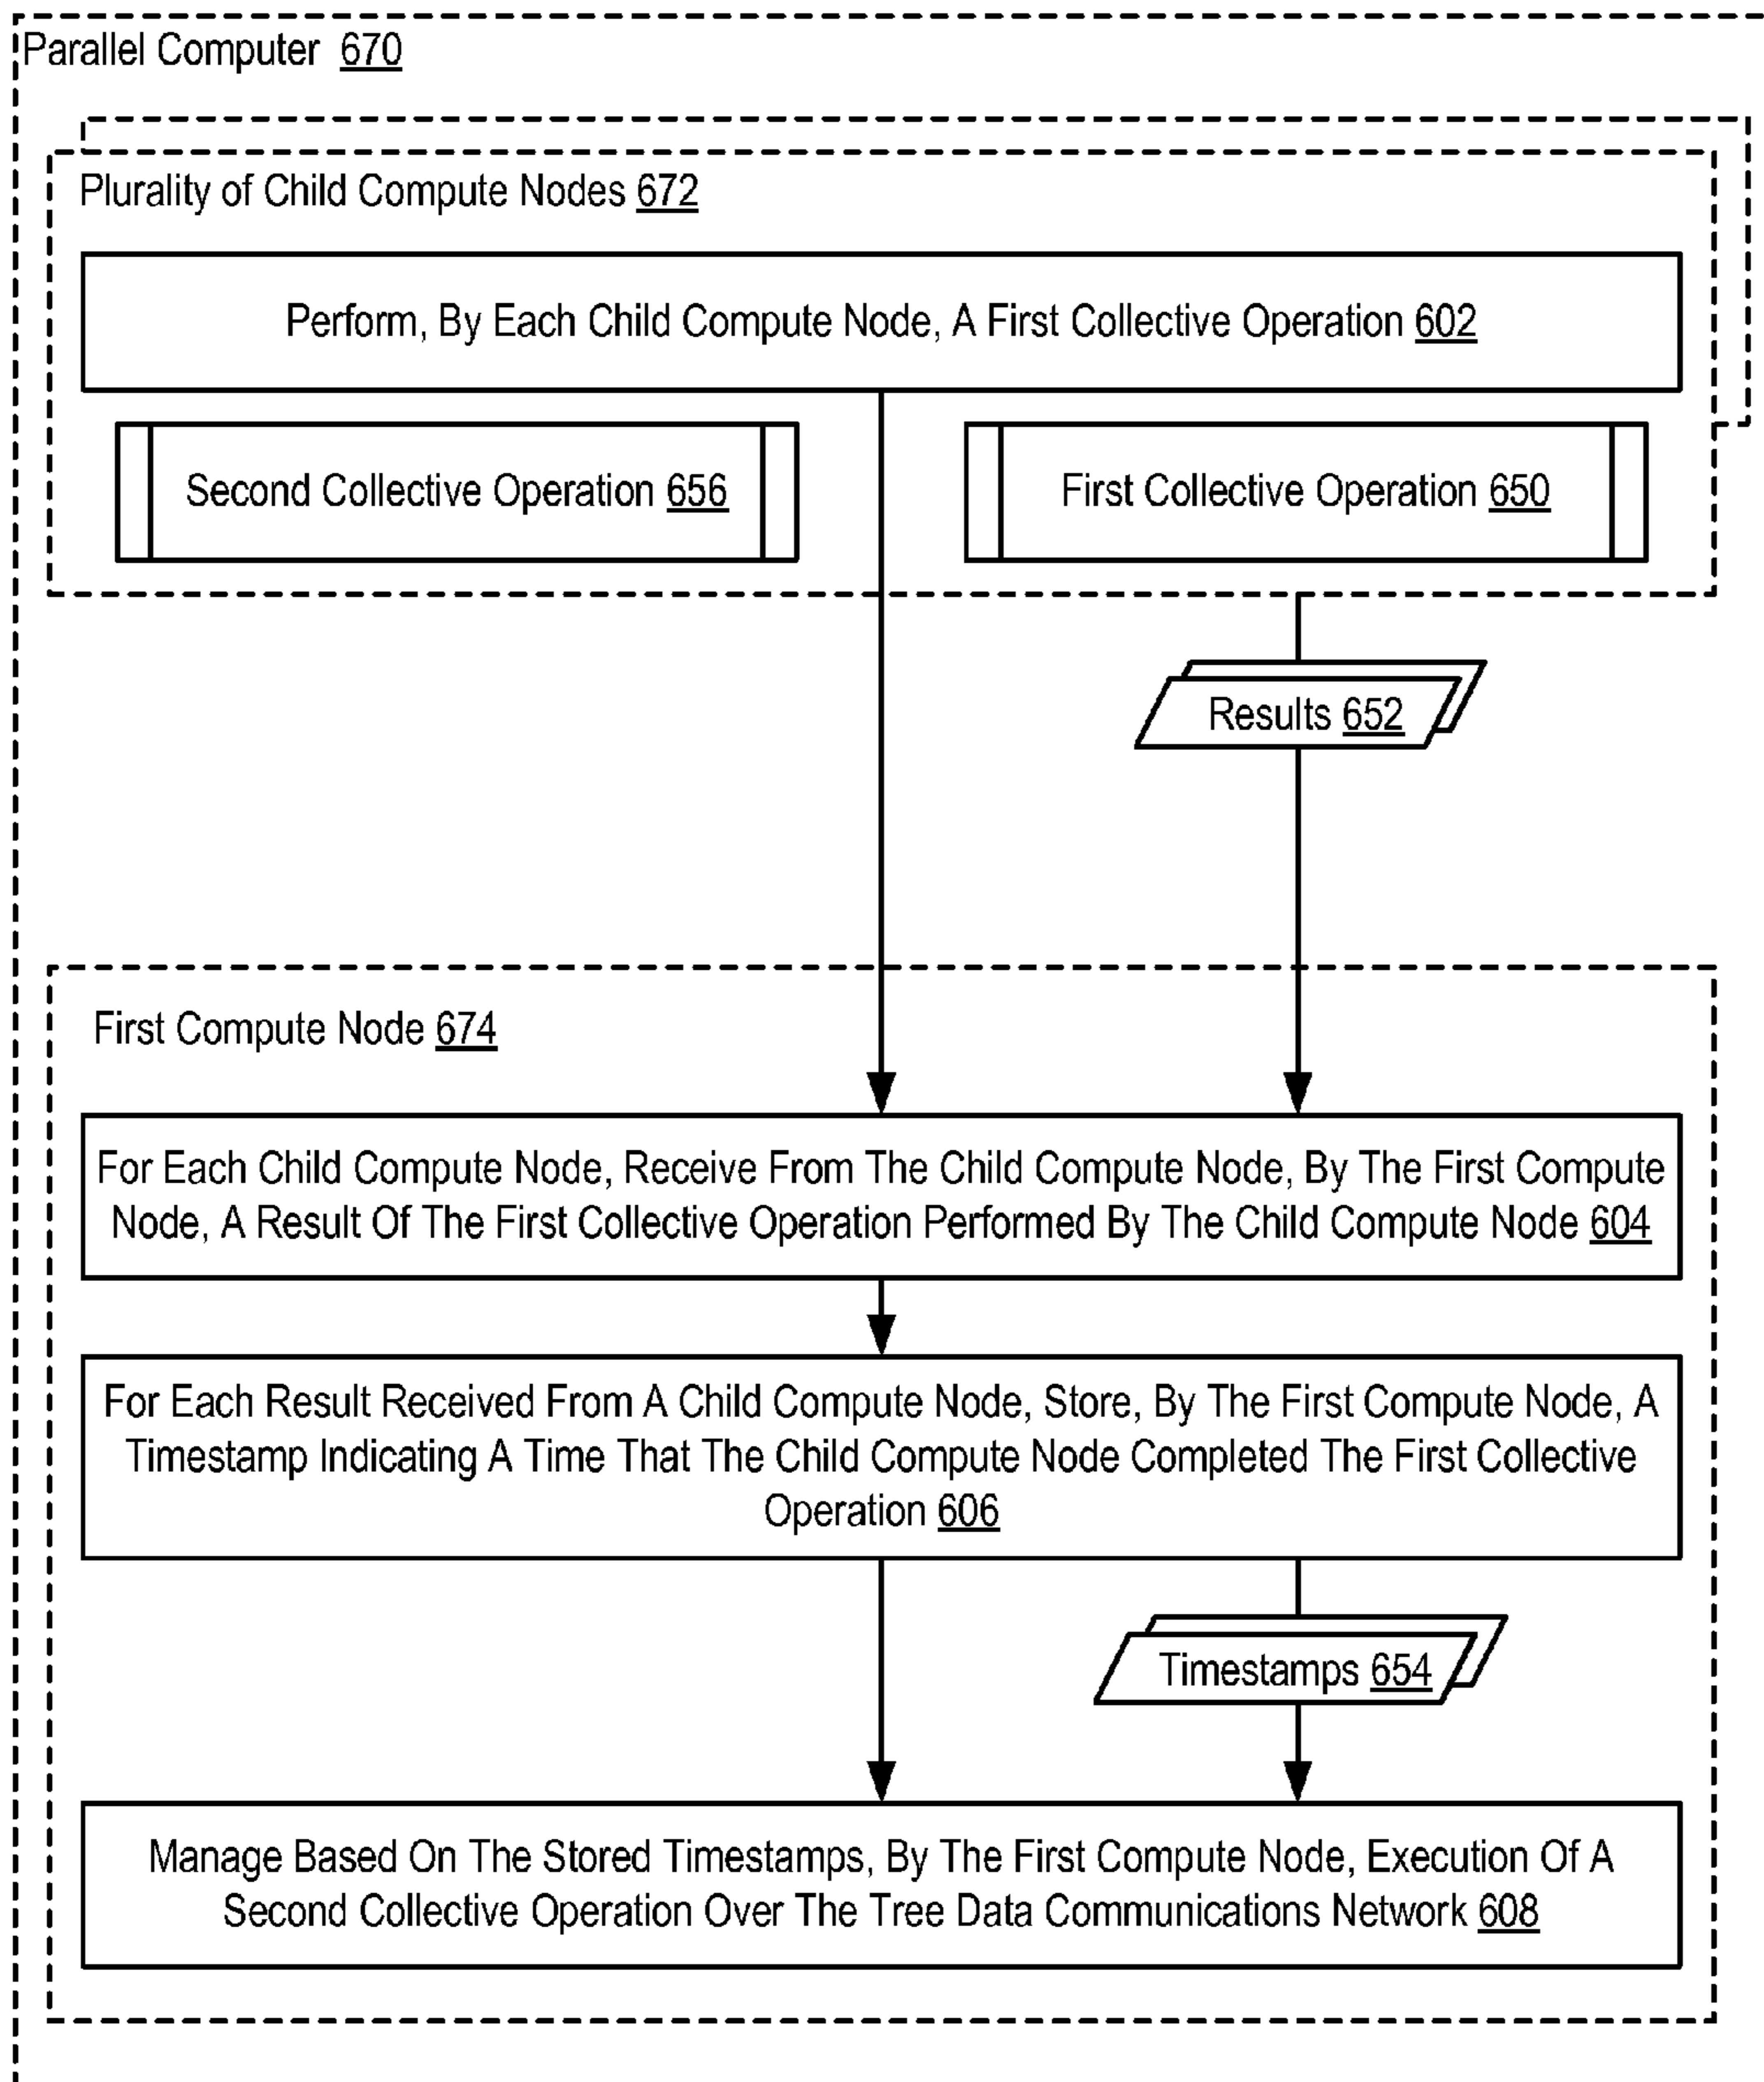 Parallel Computer 670
Plurality of Child Compute Nodes 672
Perform, By Each Child Compute Node, A First Collective Operation 602
Second Collective Operation 656
First Collective Operation 650
Results 652
First Compute Node 674
For Each Child Compute Node, Receive From The Child Compute Node, By The First Compute
Node, A Result Of The First Collective Operation Performed By The Child Compute Node 604
For Each Result Received From A Child Compute Node, Store, By The First Compute Node, A
Timestamp Indicating A Time That The Child Compute Node Completed The First Collective
Operation 606
Timestamps 654
Manage Based On The Stored Timestamps, By The First Compute Node, Execution Of A
Second Collective Operation Over The Tree Data Communications Network 608